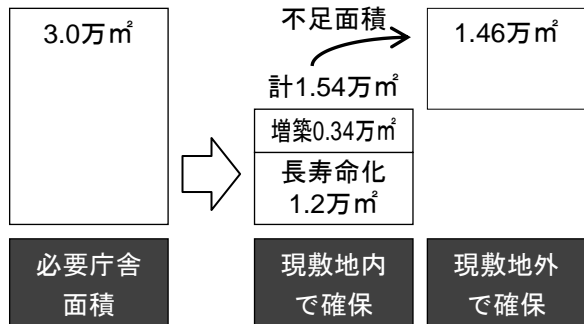 3.0万㎡
不足面積
1.46万㎡
計1.54万㎡
増築0.34万㎡
長寿命化
1.2万㎡
必要庁舎
面積
現敷地内
で確保
現敷地外
で確保